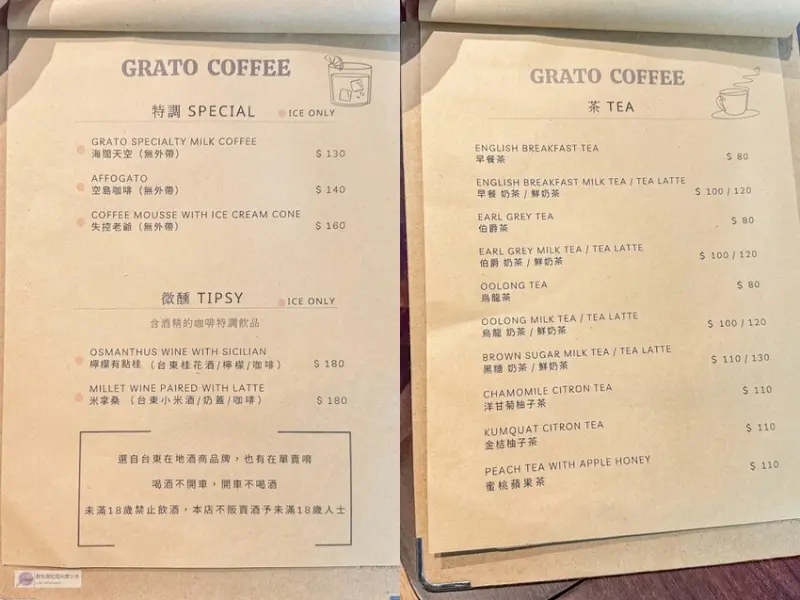 GRATO COFFEE
特調 SPECIAL
ICE ONLY
GRATO SPECIALTY MILK COFFEE
海闊天空（無外帶）
$ 130
AFFOGATO
空島咖啡（無外帶）
$ 140
COFFEE MOUSSE WITH ICE CREAM CONE
失控老爺（無外帶）
$ 160
微醺 TIPSY
ICE ONLY
含酒精的咖啡特調飲品
OSMANTHUS WINE WITH SICILIAN
檸檬有點桂（台東桂花酒/檸檬/咖啡）
$ 180
MILLET WINE PAIRED WITH LATTE
米拿桑（台東小米酒/奶蓋/咖啡）
$ 180
選自台東在地酒商品牌，也有在單賣唷
喝酒不開車，開車不喝酒
未滿18歲禁止飲酒，本店不販賣酒予未滿18歲人士
GRATO COFFEE
茶 TEA
ENGLISH BREAKFAST TEA
早餐茶
$ 80
ENGLISH BREAKFAST MILK TEA / TEA LATTE
早餐 奶茶 / 鮮奶茶
$ 100 / 120
EARL GREY TEA
伯爵茶
$ 80
EARL GREY MILK TEA / TEA LATTE
伯爵 奶茶 / 鮮奶茶
$ 100 / 120
OOLONG TEA
烏龍茶
$ 80
OOLONG MILK TEA / TEA LATTE
烏龍 奶茶 / 鮮奶茶
$ 100 / 120
BROWN SUGAR MILK TEA / TEA LATTE
黑糖 奶茶 / 鮮奶茶
$ 110 / 130
CHAMOMILE CITRON TEA
洋甘菊柚子茶
$ 110
KUMQUAT CITRON TEA
金桔柚子茶
$ 110
PEACH TEA WITH APPLE HONEY
蜜桃蘋果茶
$ 110